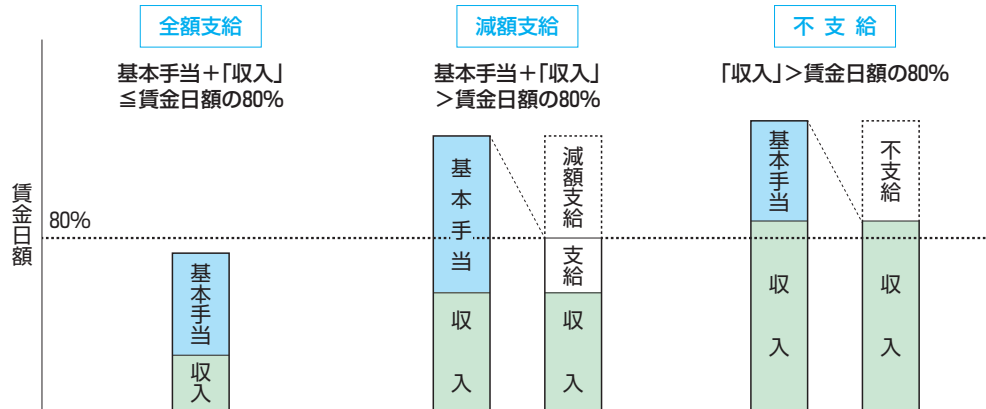 全額支給
減額支給
不 支 給
基本手当＋「収入」
≦賃金日額の80%
基本手当＋「収入」
＞賃金日額の80%
「収入」＞賃金日額の80%
賃金日額
80%
基本手当
収入
基本手当
収入
減額支給
支給
収入
基本手当
収入
不支給
収入